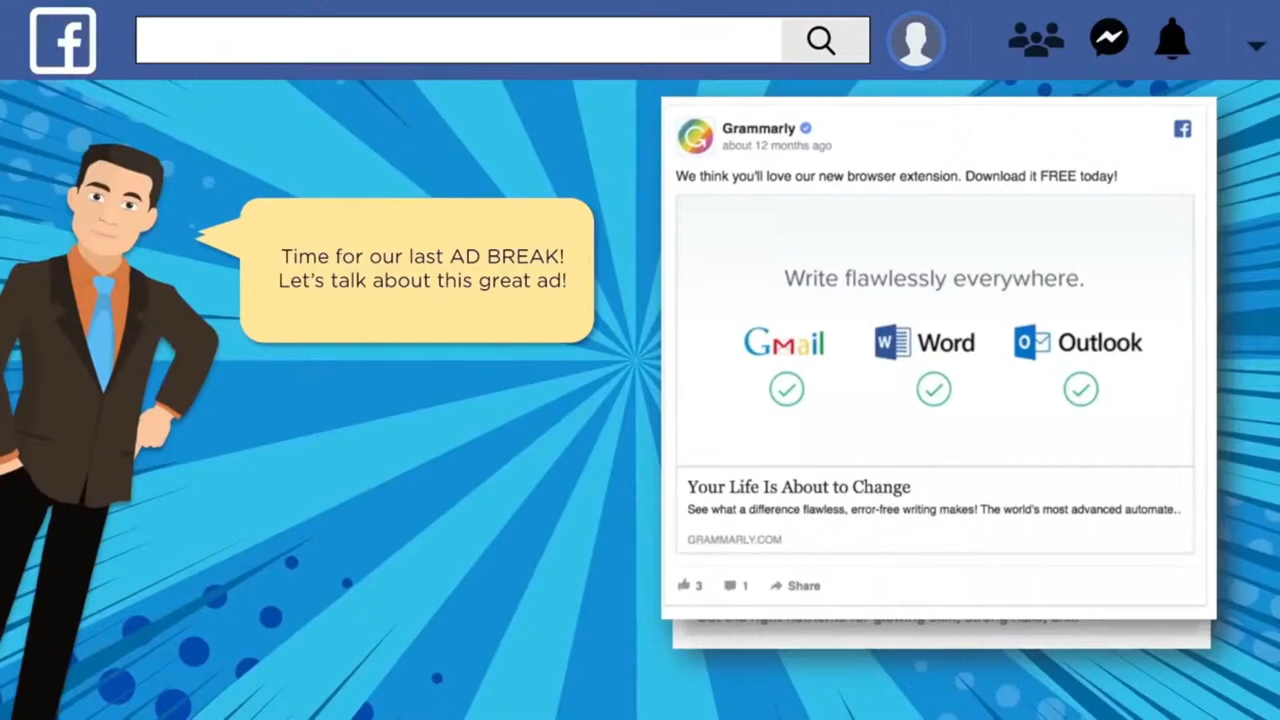 Time for our last AD BREAK!
Let's talk about this great ad!
Grammarly
about 12 months ago
We think you'll love our new browser extension. Download it FREE today!
Write flawlessly everywhere.
Gmail Word Outlook
Your Life Is About to Change
See what a difference flawless, error-free writing makes! The world's most advanced automate..
GRAMMARLY.COM
3 1 Share